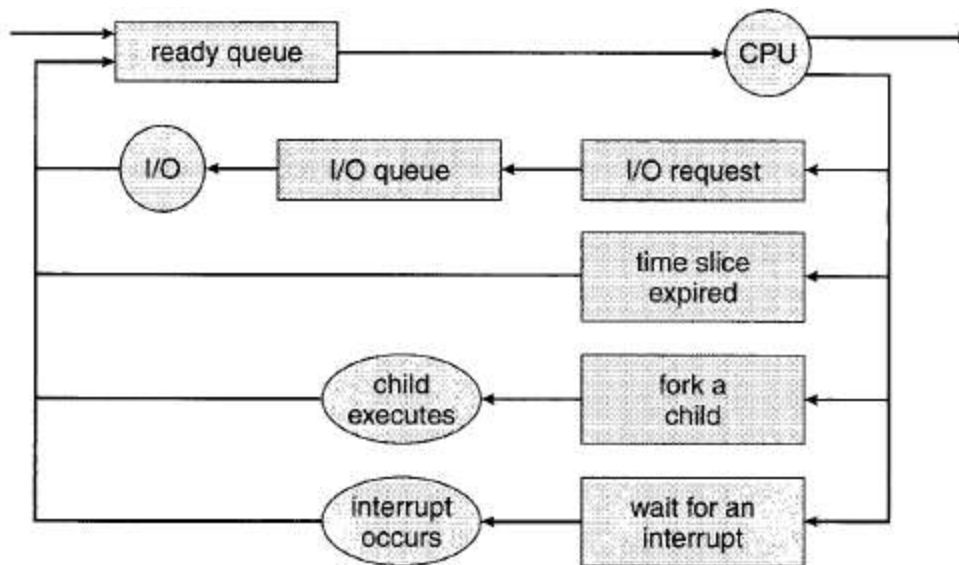 ready queue
CPU
I/O
I/O queue
I/O request
time slice
expired
child
executes
fork a
child
interrupt
occurs
wait for an
interrupt